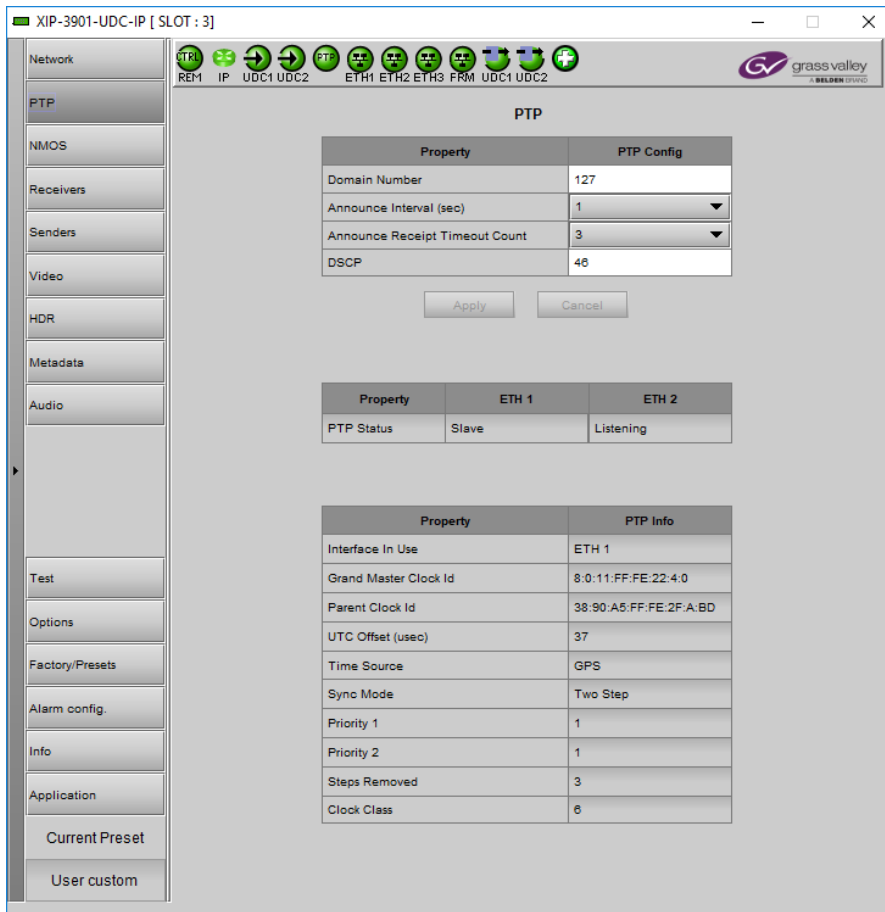 XIP-3901-UDC-IP [ SLOT : 3]
Network
PTP
NMOS
Receivers
Senders
Video
HDR
Metadata
Audio
Test
Options
Factory/Presets
Alarm config.
Info
Application
Current Preset
User custom
CTRL PTP
REM IP UDC1 UDC2 ETH1 ETH2 ETH3 FRM UDC1 UDC2
GV grass valley
A BELDEN BRAND
PTP
Property PTP Config
Domain Number 127
Announce Interval (sec) 1
Announce Receipt Timeout Count 3
DSCP 46
Apply Cancel
Property ETH 1 ETH 2
PTP Status Slave Listening
Property PTP Info
Interface In Use ETH 1
Grand Master Clock Id 8:0:11:FF:FE:22:4:0
Parent Clock Id 38:90:A5:FF:FE:2F:A:BD
UTC Offset (usec) 37
Time Source GPS
Sync Mode Two Step
Priority 1 1
Priority 2 1
Steps Removed 3
Clock Class 6